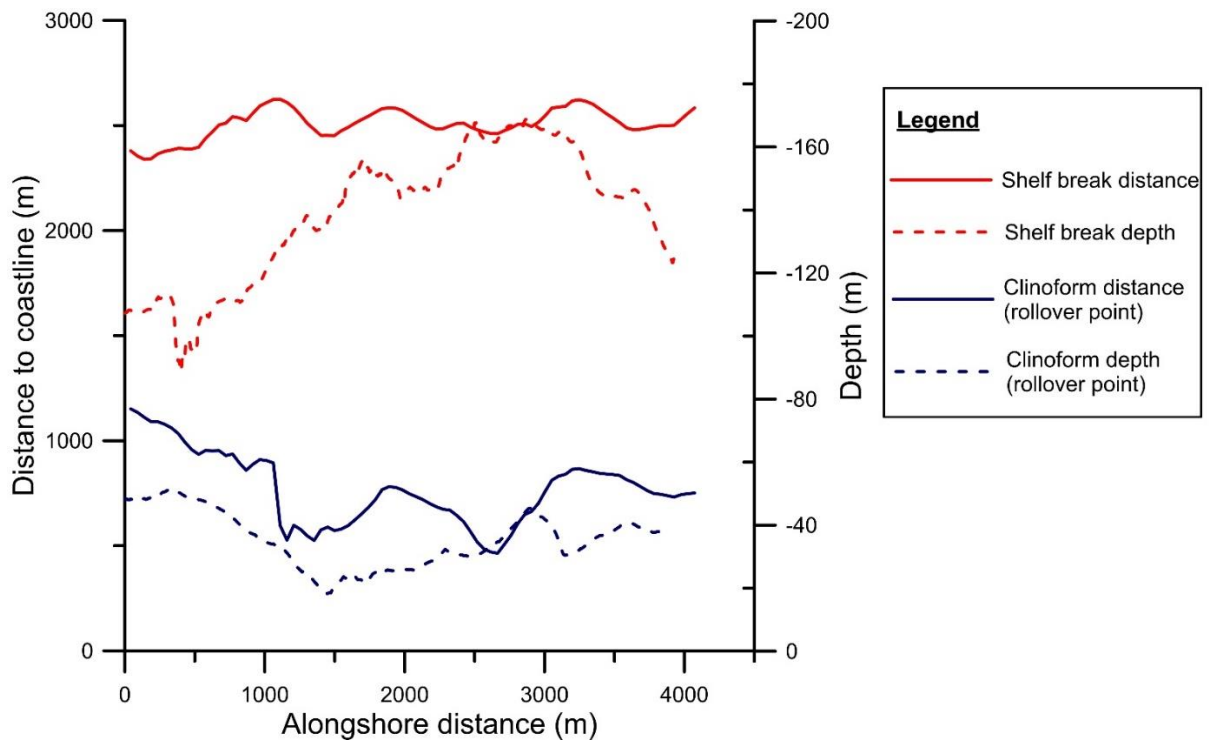 3000
2000
1000
0
Distance to coastline (m)
-200
-160
-120
-80
-40
0
Depth (m)
0
1000
2000
3000
4000
Alongshore distance (m)
Legend
Shelf break distance
Shelf break depth
Clinoform distance
(rollover point)
Clinoform depth
(rollover point)